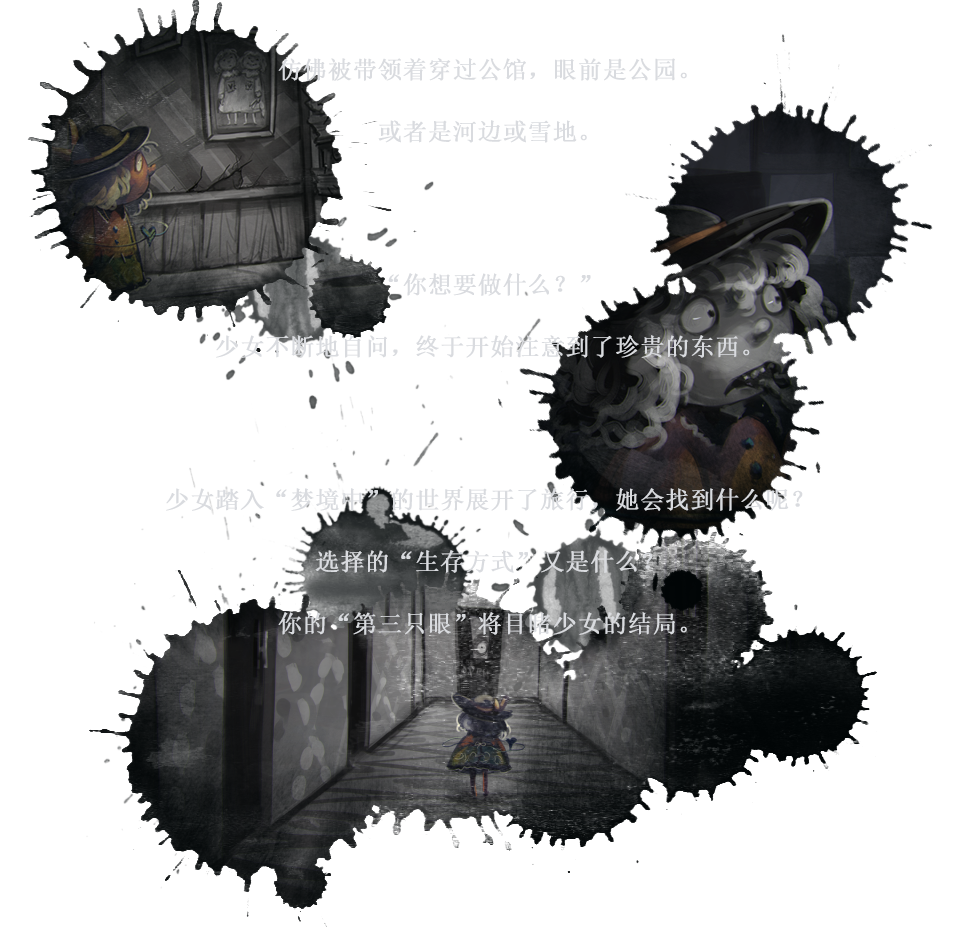 仿佛被带领着穿过公馆，眼前是公园。
或者是河边或雪地。
“你想要做什么？”
少女不断地自问，终于开始注意到了珍贵的东西。
少女踏入“梦境中”的世界展开了旅行，她会找到什么呢？
选择的“生存方式”又是什么？
你的“第三只眼”将目睹少女的结局。